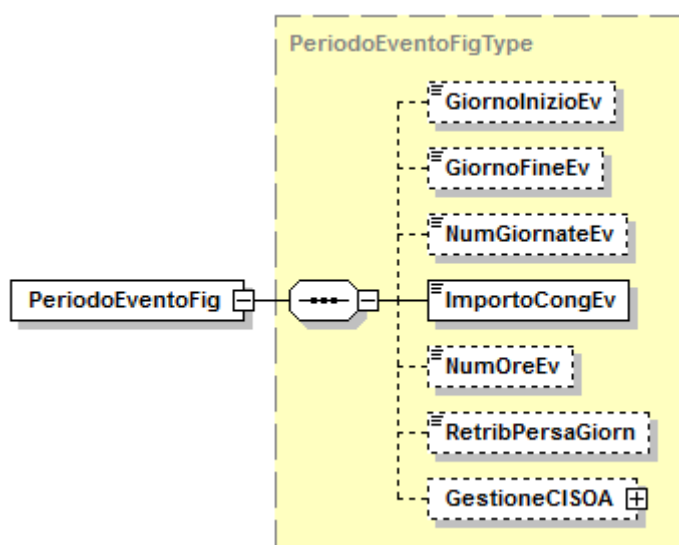 PeriodoEventoFigType
GiornoInizioEv
GiornoFineEv
NumGiornateEv
PeriodoEventoFig
ImportoCongEv
NumOreEv
RetribPersaGiorn
GestioneCISOA